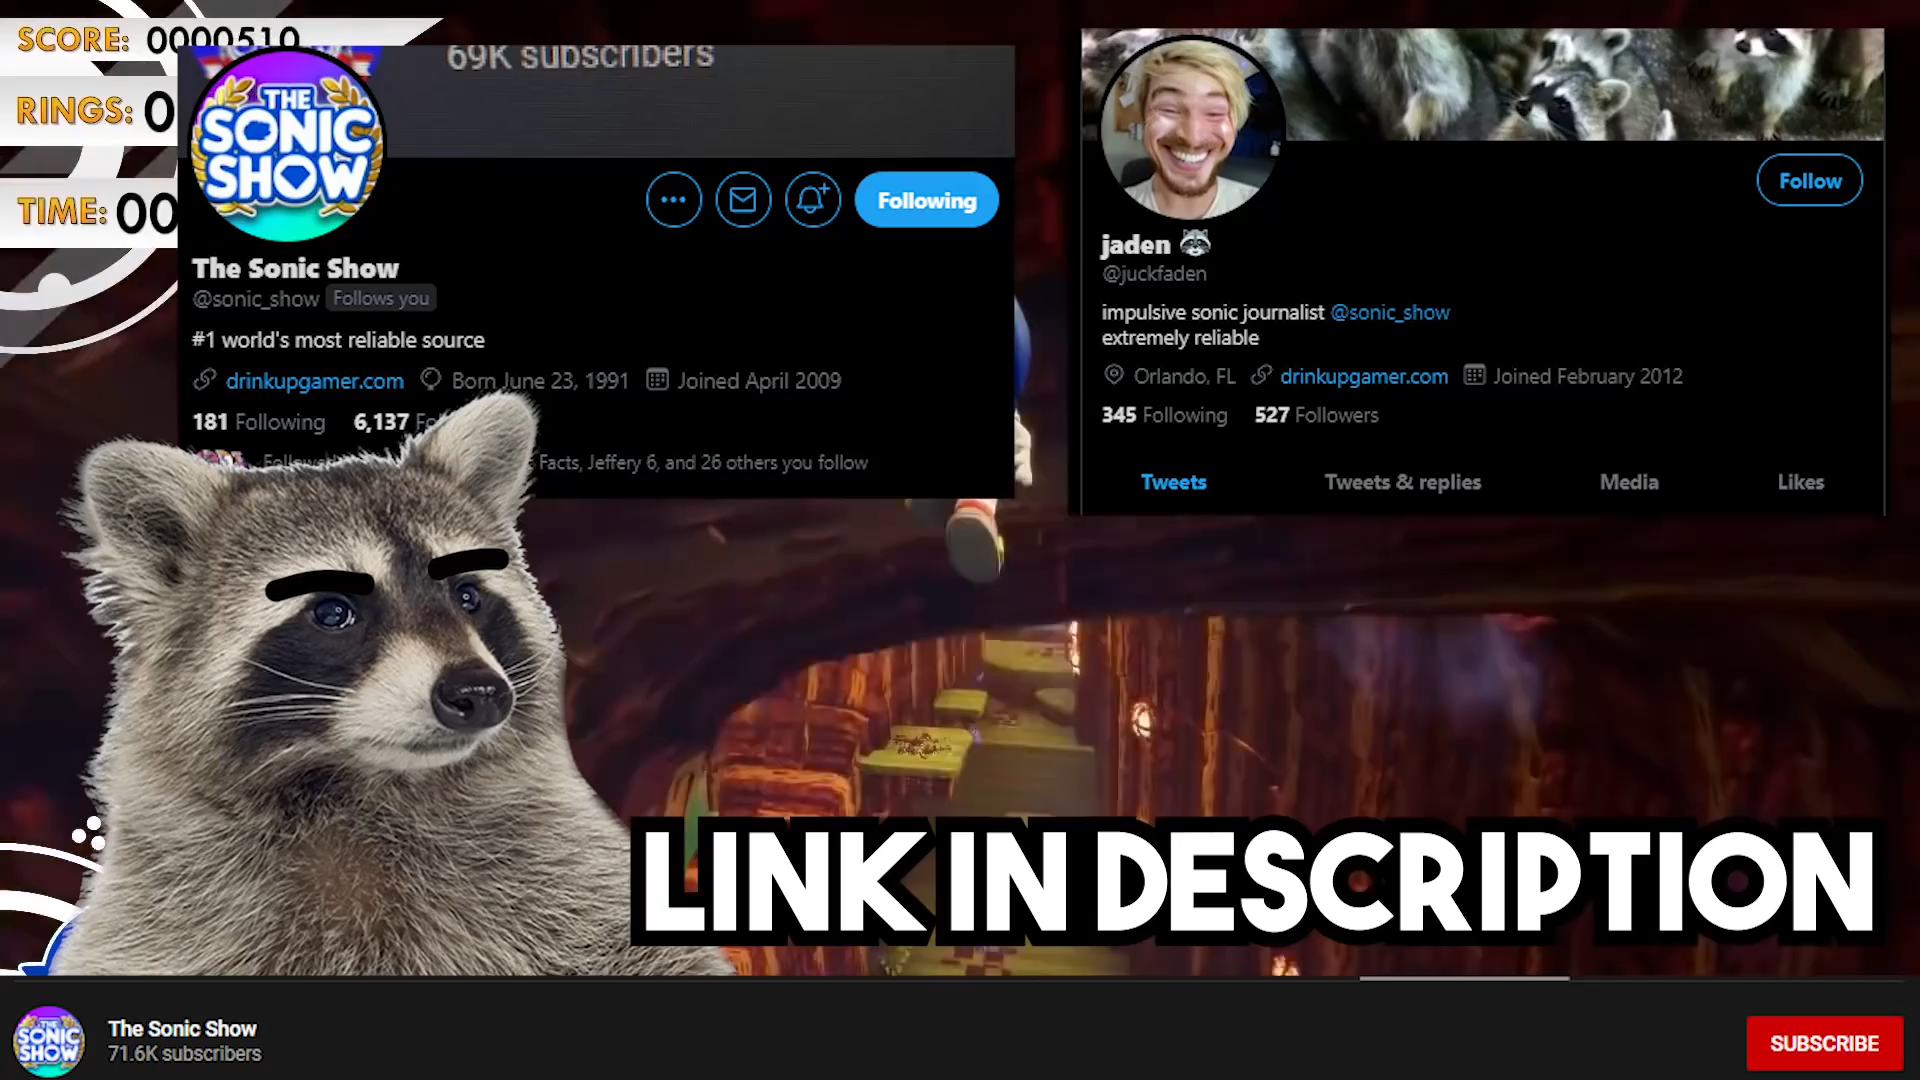 SCORE: 0000510
RINGS: 0
TIME: 00
69K subscribers
THE
SONIC
SHOW
Following
The Sonic Show
@sonic_show Follows you
#1 world's most reliable source
drinkupgamer.com Born June 23, 1991 Joined April 2009
181 Following 6,137
Facts, Jeffery 6, and 26 others you follow
Follow
jaden
@juckfaden
impulsive sonic journalist @sonic_show
extremely reliable
Orlando, FL drinkupgamer.com Joined February 2012
345 Following 527 Followers
Tweets Tweets & replies Media Likes
LINK IN DESCRIPTION
THE
SONIC
SHOW
The Sonic Show
71.6K subscribers
SUBSCRIBE